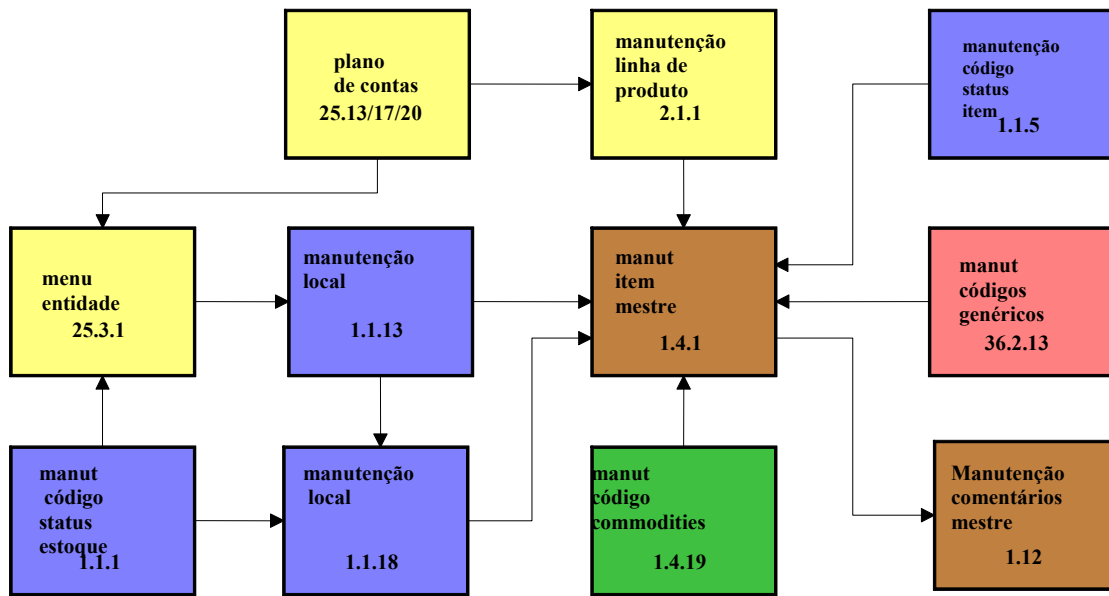 plano
de contas
25.13/17/20
manutenção
linha de
produto
2.1.1
manutenção
código
status
item
1.1.5
menu
entidade
25.3.1
manutenção
local
1.1.13
manut
item
mestre
1.4.1
manut
códigos
genéricos
36.2.13
manut
código
status
estoque
1.1.1
manutenção
local
1.1.18
manut
código
commodities
1.4.19
Manutenção
comentários
mestre
1.12